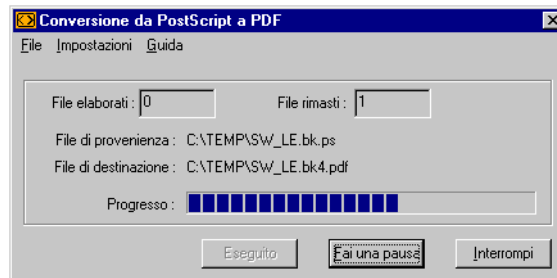 Conversione da PostScript a PDF
File Impostazioni Guida
File elaborati : 0 File rimasti : 1
File di provenienza : C:\TEMP\SW_LE.bk.ps
File di destinazione : C:\TEMP\SW_LE.bk4.pdf
Progresso :
Eseguito Fai una pausa Interrompi